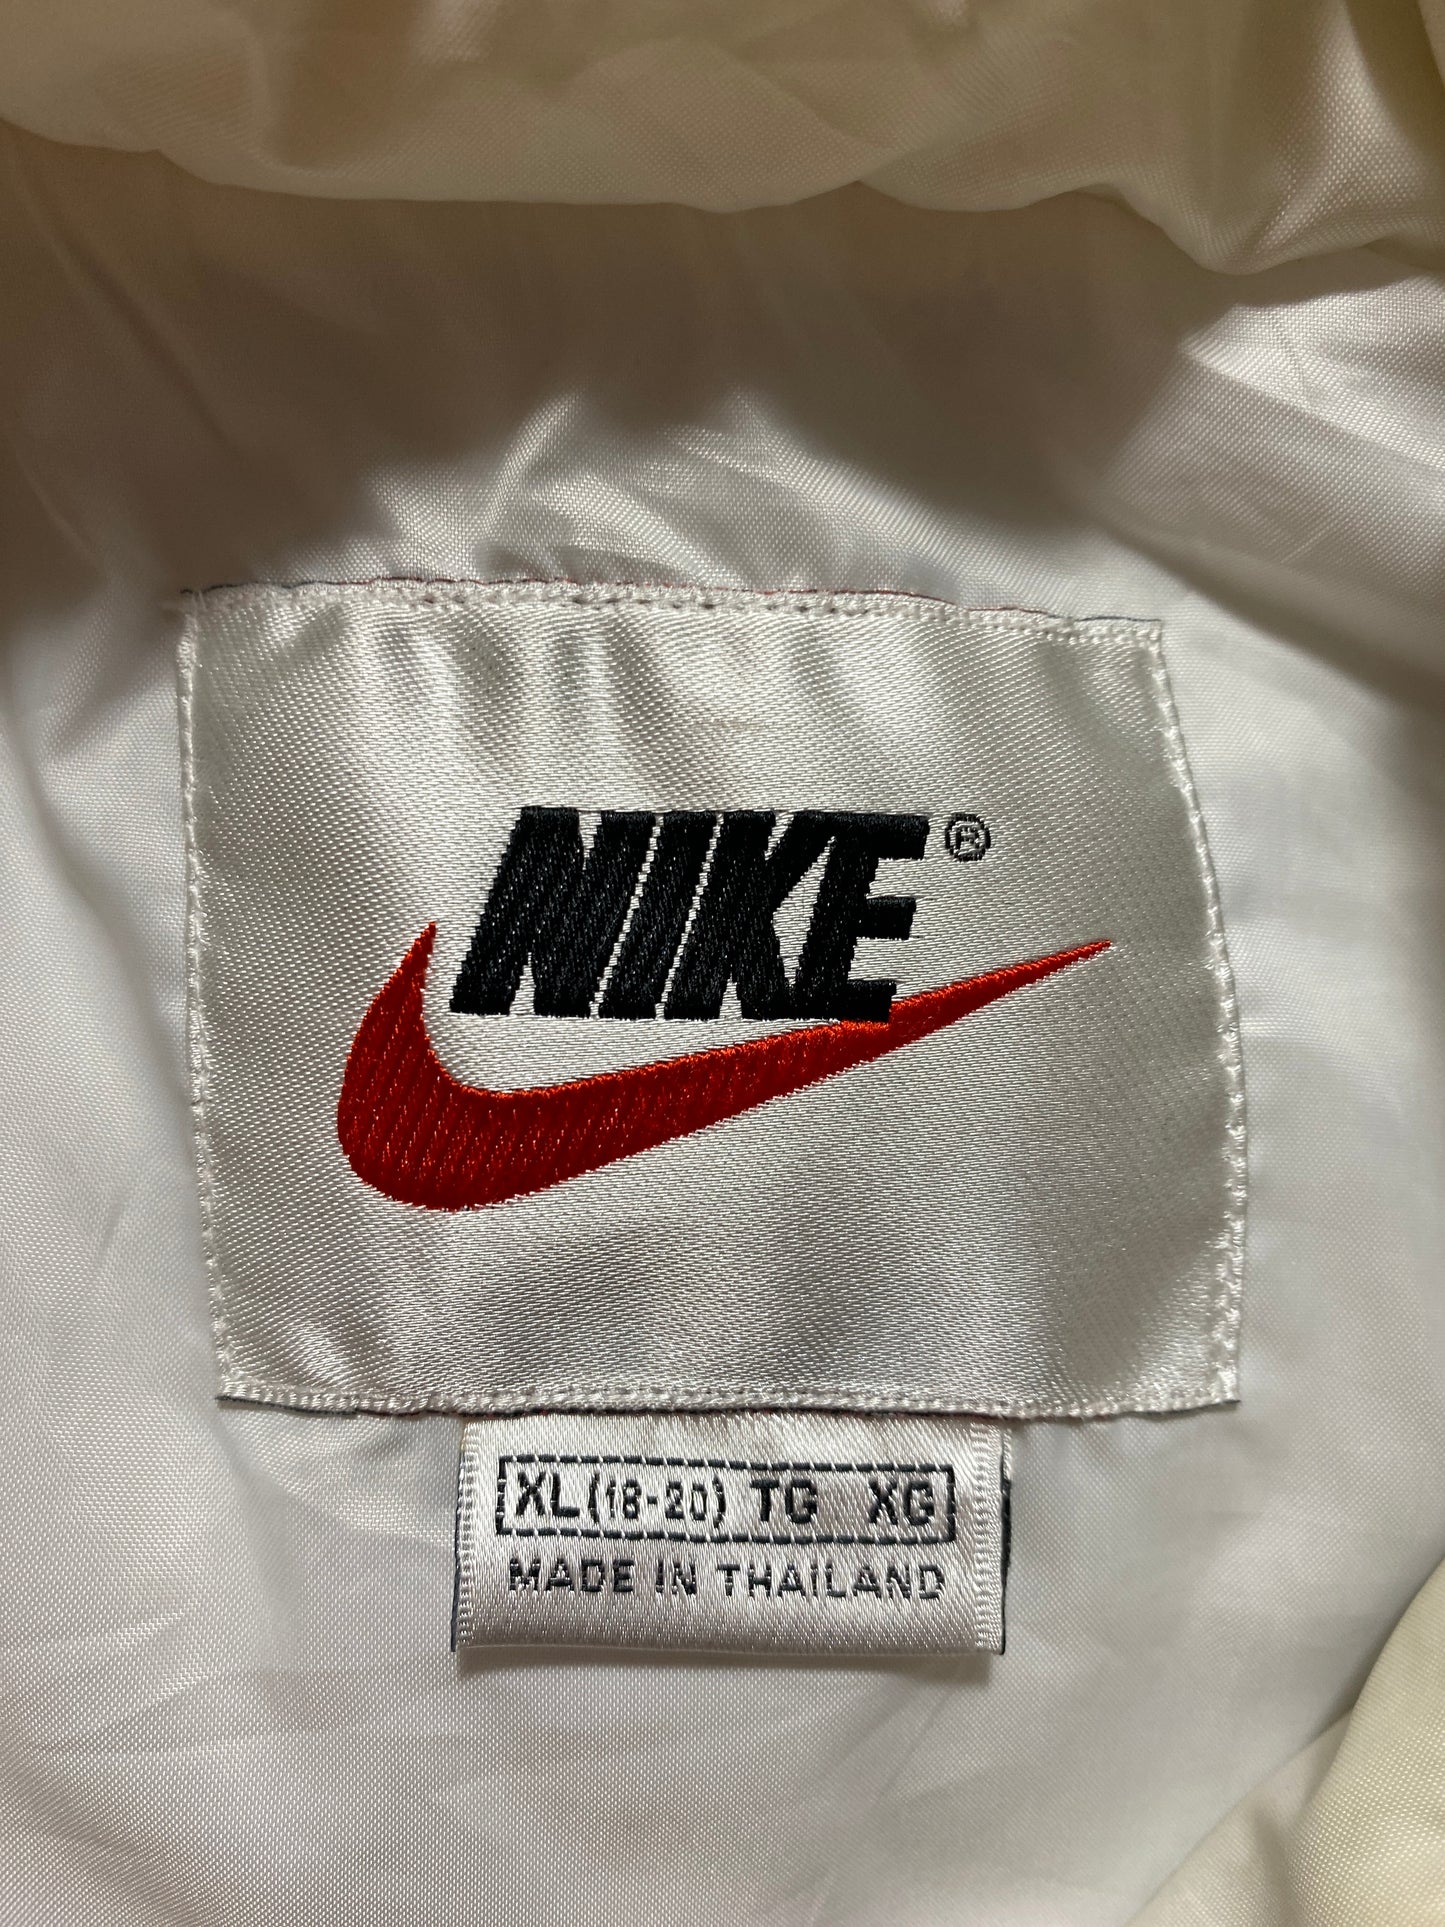 NIKE®
XL (18-20) TG XG
MADE IN THAILAND